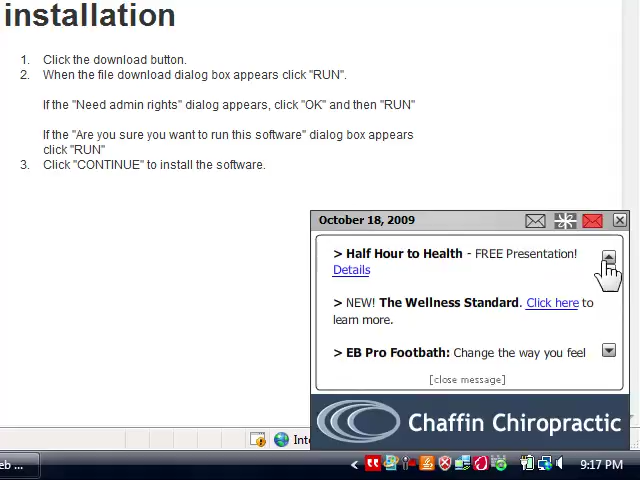 installation
1. Click the download button.
2. When the file download dialog box appears click "RUN".
If the "Need admin rights" dialog appears, click "OK" and then "RUN"
If the "Are you sure you want to run this software" dialog box appears
click "RUN"
3. Click "CONTINUE" to install the software.
October 18, 2009
> Half Hour to Health - FREE Presentation!
Details
> NEW! The Wellness Standard. Click here to
learn more.
> EB Pro Footbath: Change the way you feel
[close message]
Chaffin Chiropractic
Inte
eb ...
9:17 PM